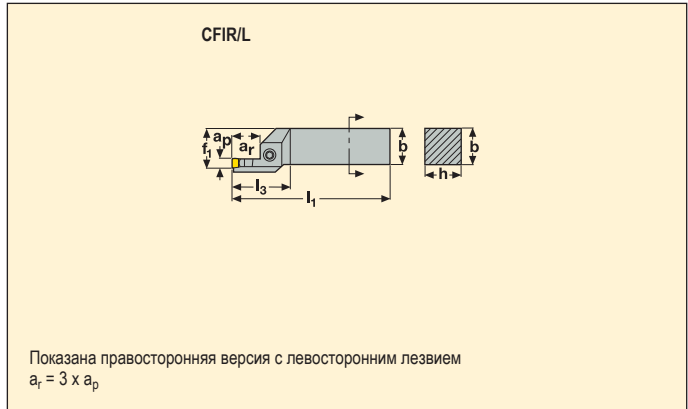 CFIR/L
aₚ
f₁
aᵣ
b
b
h
l₃
l₁
Показана правосторонняя версия с левосторонним лезвием
aᵣ = 3 x aₚ